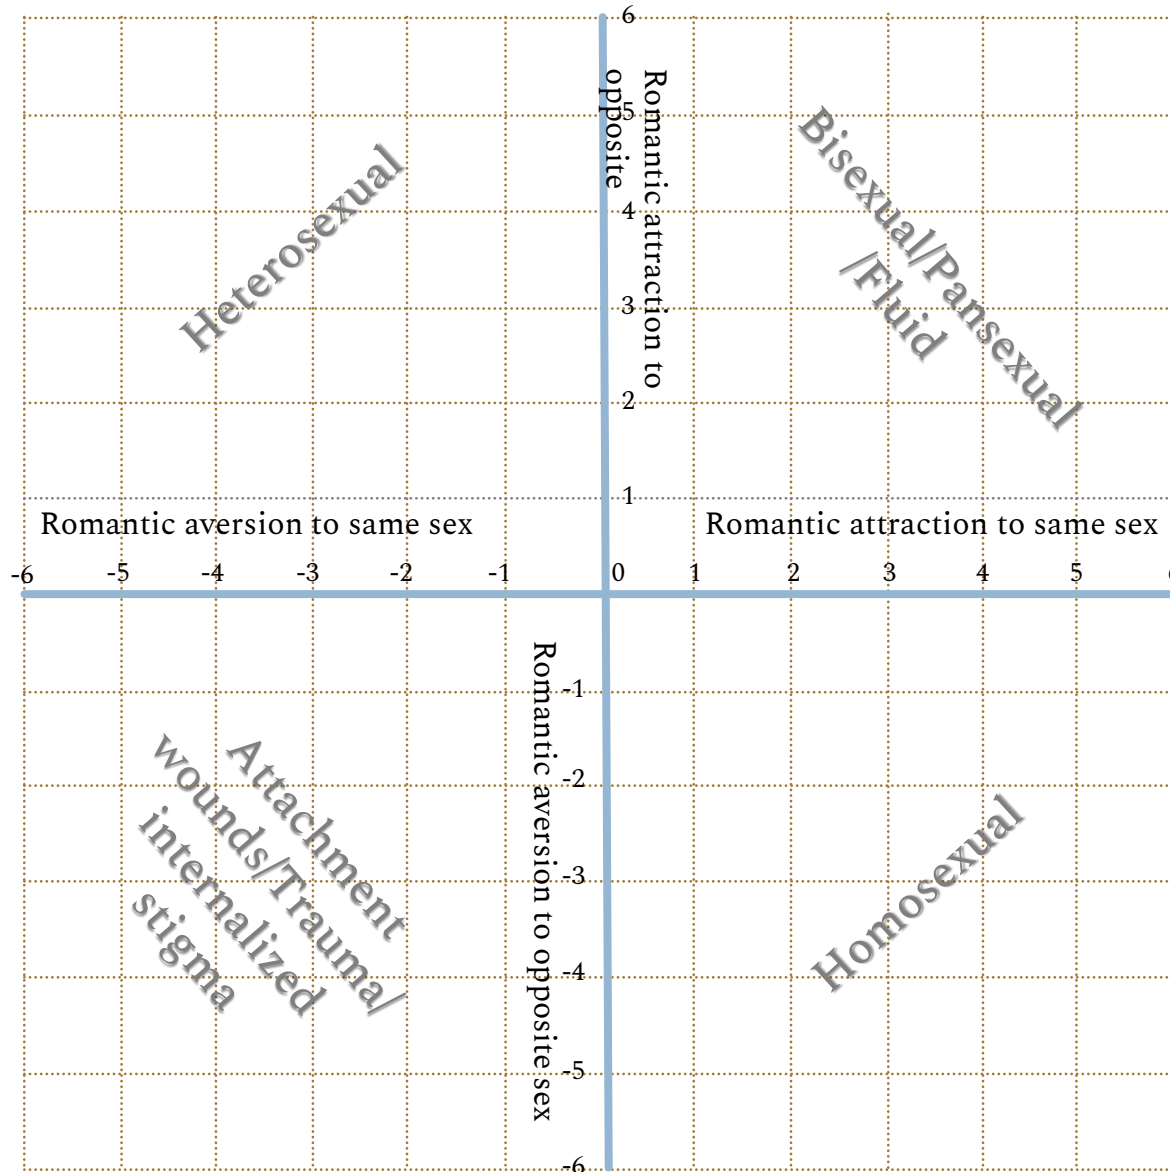 6
Romantic attraction to
opposite
5
Bisexual/Pansexual
/Fluid
Heterosexual
4
3
2
1
Romantic aversion to same sex
Romantic attraction to same sex
-6 -5 -4 -3 -2 -1 0 1 2 3 4 5
Romantic aversion to opposite sex
-1
Attachment
wounds/Trauma/
internalized
stigma
-2
Homosexual
-3
-4
-5
-6